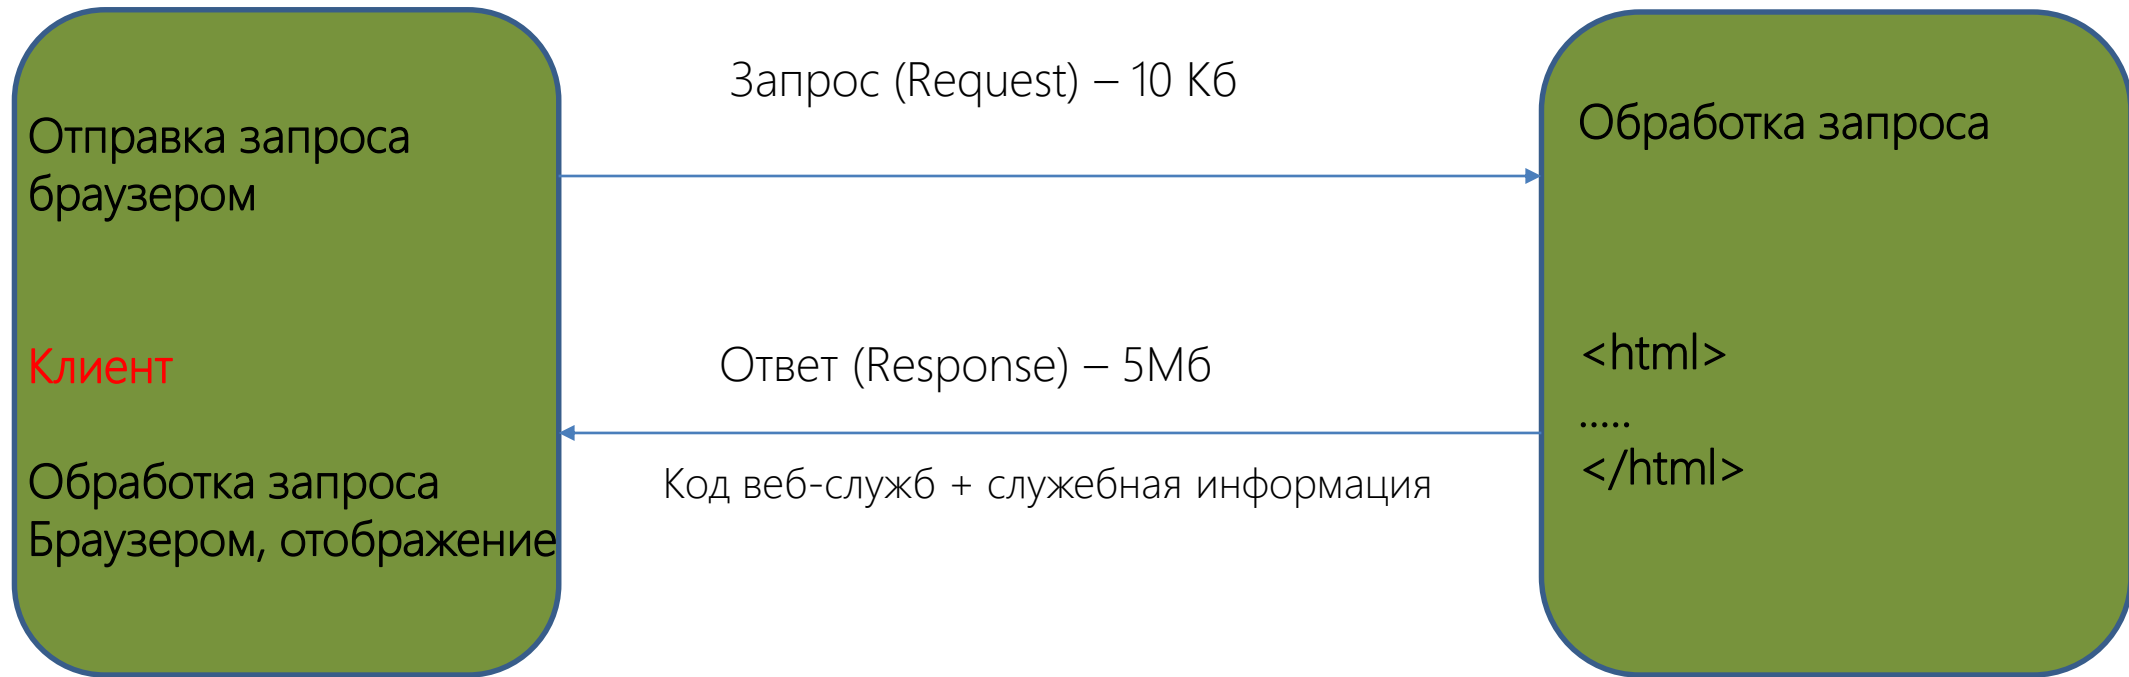 Отправка запроса
браузером
Клиент
Обработка запроса
Браузером, отображение
Запрос (Request) – 10 Кб
Ответ (Response) – 5Мб
Код веб-служб + служебная информация
Обработка запроса
<html>
.....
</html>